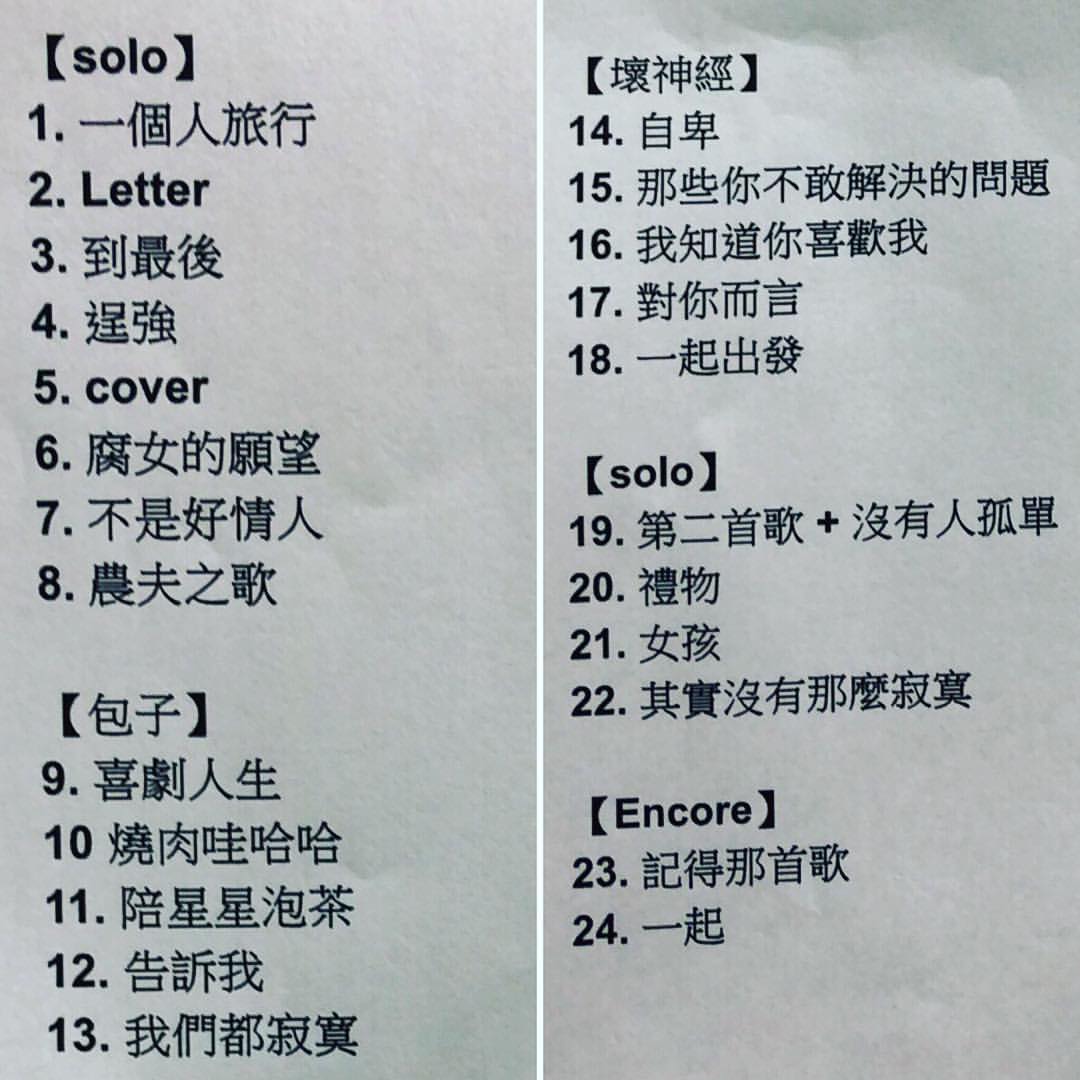 【solo】
1. 一個人旅行
2. Letter
3. 到最後
4. 逞強
5. cover
6. 腐女的願望
7. 不是好情人
8. 農夫之歌
【包子】
9. 喜劇人生
10 燒肉哇哈哈
11. 陪星星泡茶
12. 告訴我
13. 我們都寂寞
【壞神經】
14. 自卑
15. 那些你不敢解決的問題
16. 我知道你喜歡我
17. 對你而言
18. 一起出發
【solo】
19. 第二首歌 + 沒有人孤單
20. 禮物
21. 女孩
22. 其實沒有那麼寂寞
【Encore】
23. 記得那首歌
24. 一起